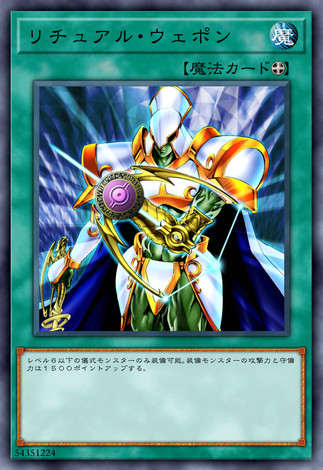 リチュアル・ウェポン
魔
【魔法カード】
レベル６以下の儀式モンスターのみ装備可能。装備モンスターの攻撃力と守備
力は１５００ポイントアップする。
54351224